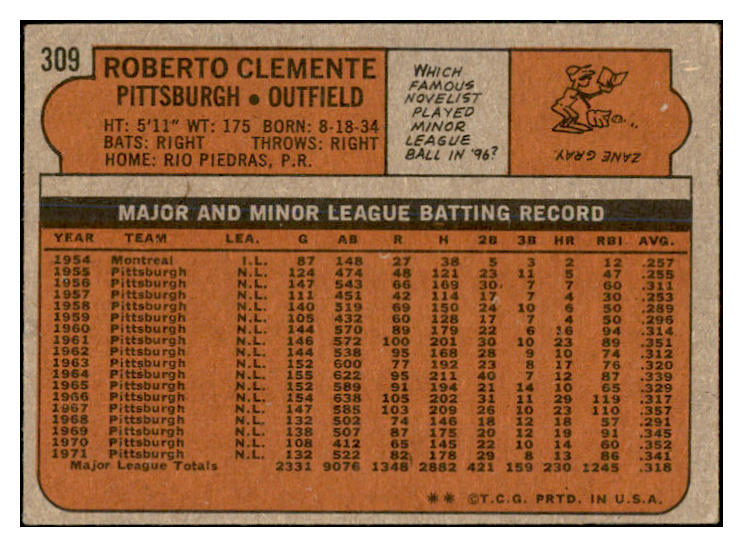 309
ROBERTO CLEMENTE
PITTSBURGH • OUTFIELD
HT: 5'11" WT: 175 BORN: 8-18-34
BATS: RIGHT THROWS: RIGHT
HOME: RIO PIEDRAS, P.R.
WHICH
FAMOUS
NOVELIST
PLAYED
MINOR
LEAGUE
BALL IN '96?
ZANE GRAY.
MAJOR AND MINOR LEAGUE BATTING RECORD
YEAR TEAM LEA. G AB R H 2B 3B HR RBI AVG.
1954 Montreal I.L. 87 148 27 38 5 3 2 12 .257
1955 Pittsburgh N.L. 124 474 48 121 23 11 5 47 .255
1956 Pittsburgh N.L. 147 543 66 169 30 7 7 60 .311
1957 Pittsburgh N.L. 111 451 42 114 17 7 4 30 .253
1958 Pittsburgh N.L. 140 519 69 150 24 10 6 50 .289
1959 Pittsburgh N.L. 105 432 60 128 17 7 4 50 .296
1960 Pittsburgh N.L. 144 570 89 179 22 6 16 94 .314
1961 Pittsburgh N.L. 146 572 100 201 30 10 23 89 .351
1962 Pittsburgh N.L. 144 538 95 168 28 9 10 74 .312
1963 Pittsburgh N.L. 152 600 77 192 23 8 17 76 .320
1964 Pittsburgh N.L. 155 622 95 211 40 7 12 87 .339
1965 Pittsburgh N.L. 152 589 91 194 21 14 10 65 .329
1966 Pittsburgh N.L. 154 638 105 202 31 11 29 119 .317
1967 Pittsburgh N.L. 147 585 103 209 26 10 23 110 .357
1968 Pittsburgh N.L. 132 502 74 146 18 12 18 57 .291
1969 Pittsburgh N.L. 138 507 87 175 20 12 19 91 .345
1970 Pittsburgh N.L. 108 412 65 145 22 10 14 60 .352
1971 Pittsburgh N.L. 132 522 82 178 29 8 13 86 .341
Major League Totals 2331 9076 1348 2882 421 159 230 1245 .318
** ©T.C.G. PRTD. IN U.S.A.